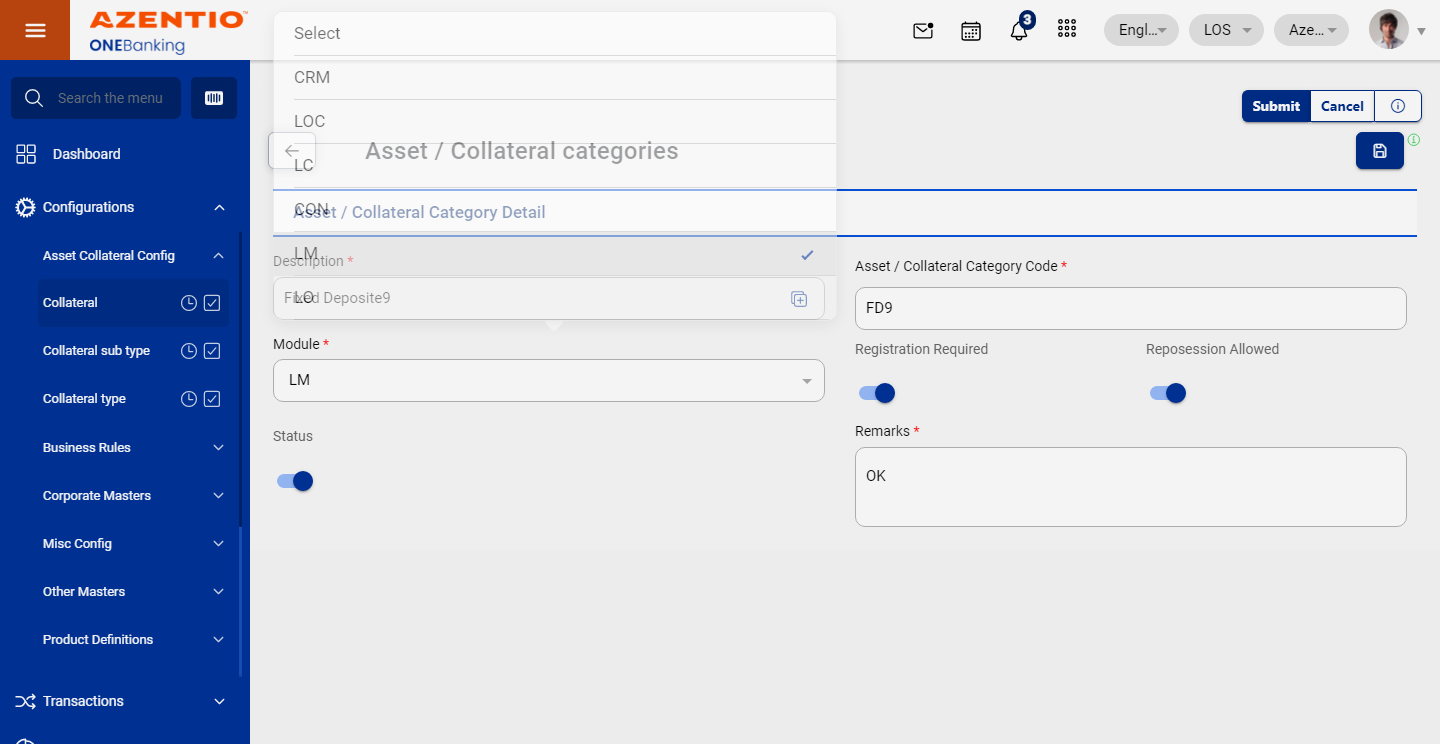 AZENTIO™
ONEBanking
3
Engl...
LOS
Aze...
Search the menu
Dashboard
Configurations
Asset Collateral Config
Collateral
Collateral sub type
Collateral type
Business Rules
Corporate Masters
Misc Config
Other Masters
Product Definitions
Transactions
Select
CRM
LOC
LC
CON
LM
LO
Submit
Cancel
Asset / Collateral categories
Asset / Collateral Category Detail
Description *
Fixed Deposite9
Asset / Collateral Category Code *
FD9
Module *
LM
Registration Required
Reposession Allowed
Status
Remarks *
OK